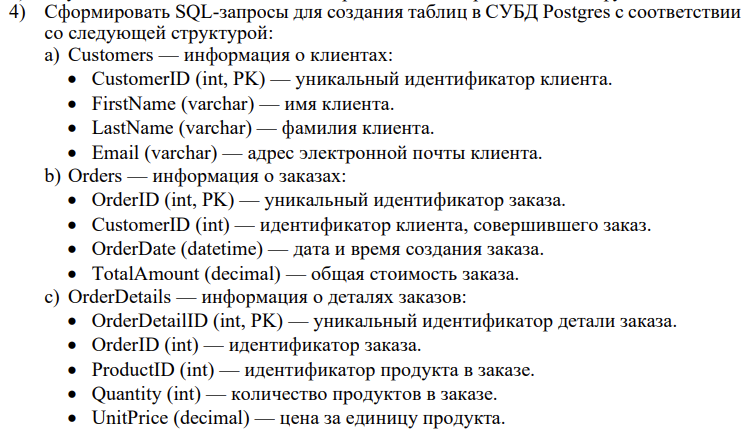 4) Сформировать SQL-запросы для создания таблиц в СУБД Postgres с соответствии
со следующей структурой:
a) Customers — информация о клиентах:
• CustomerID (int, PK) — уникальный идентификатор клиента.
• FirstName (varchar) — имя клиента.
• LastName (varchar) — фамилия клиента.
• Email (varchar) — адрес электронной почты клиента.
b) Orders — информация о заказах:
• OrderID (int, PK) — уникальный идентификатор заказа.
• CustomerID (int) — идентификатор клиента, совершившего заказ.
• OrderDate (datetime) — дата и время создания заказа.
• TotalAmount (decimal) — общая стоимость заказа.
c) OrderDetails — информация о деталях заказов:
• OrderDetailID (int, PK) — уникальный идентификатор детали заказа.
• OrderID (int) — идентификатор заказа.
• ProductID (int) — идентификатор продукта в заказе.
• Quantity (int) — количество продуктов в заказе.
• UnitPrice (decimal) — цена за единицу продукта.